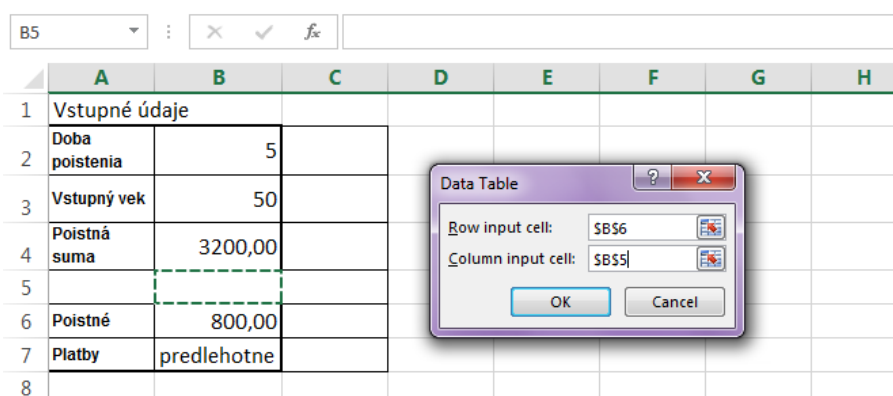 B5 fx
A B C D E F G H
1 Vstupné údaje
2 Doba poistenia 5
3 Vstupný vek 50
4 Poistná suma 3200,00
5
6 Poistné 800,00
7 Platby predlehotne
8
Data Table ? X
Row input cell: $B$6
Column input cell: $B$5
OK Cancel